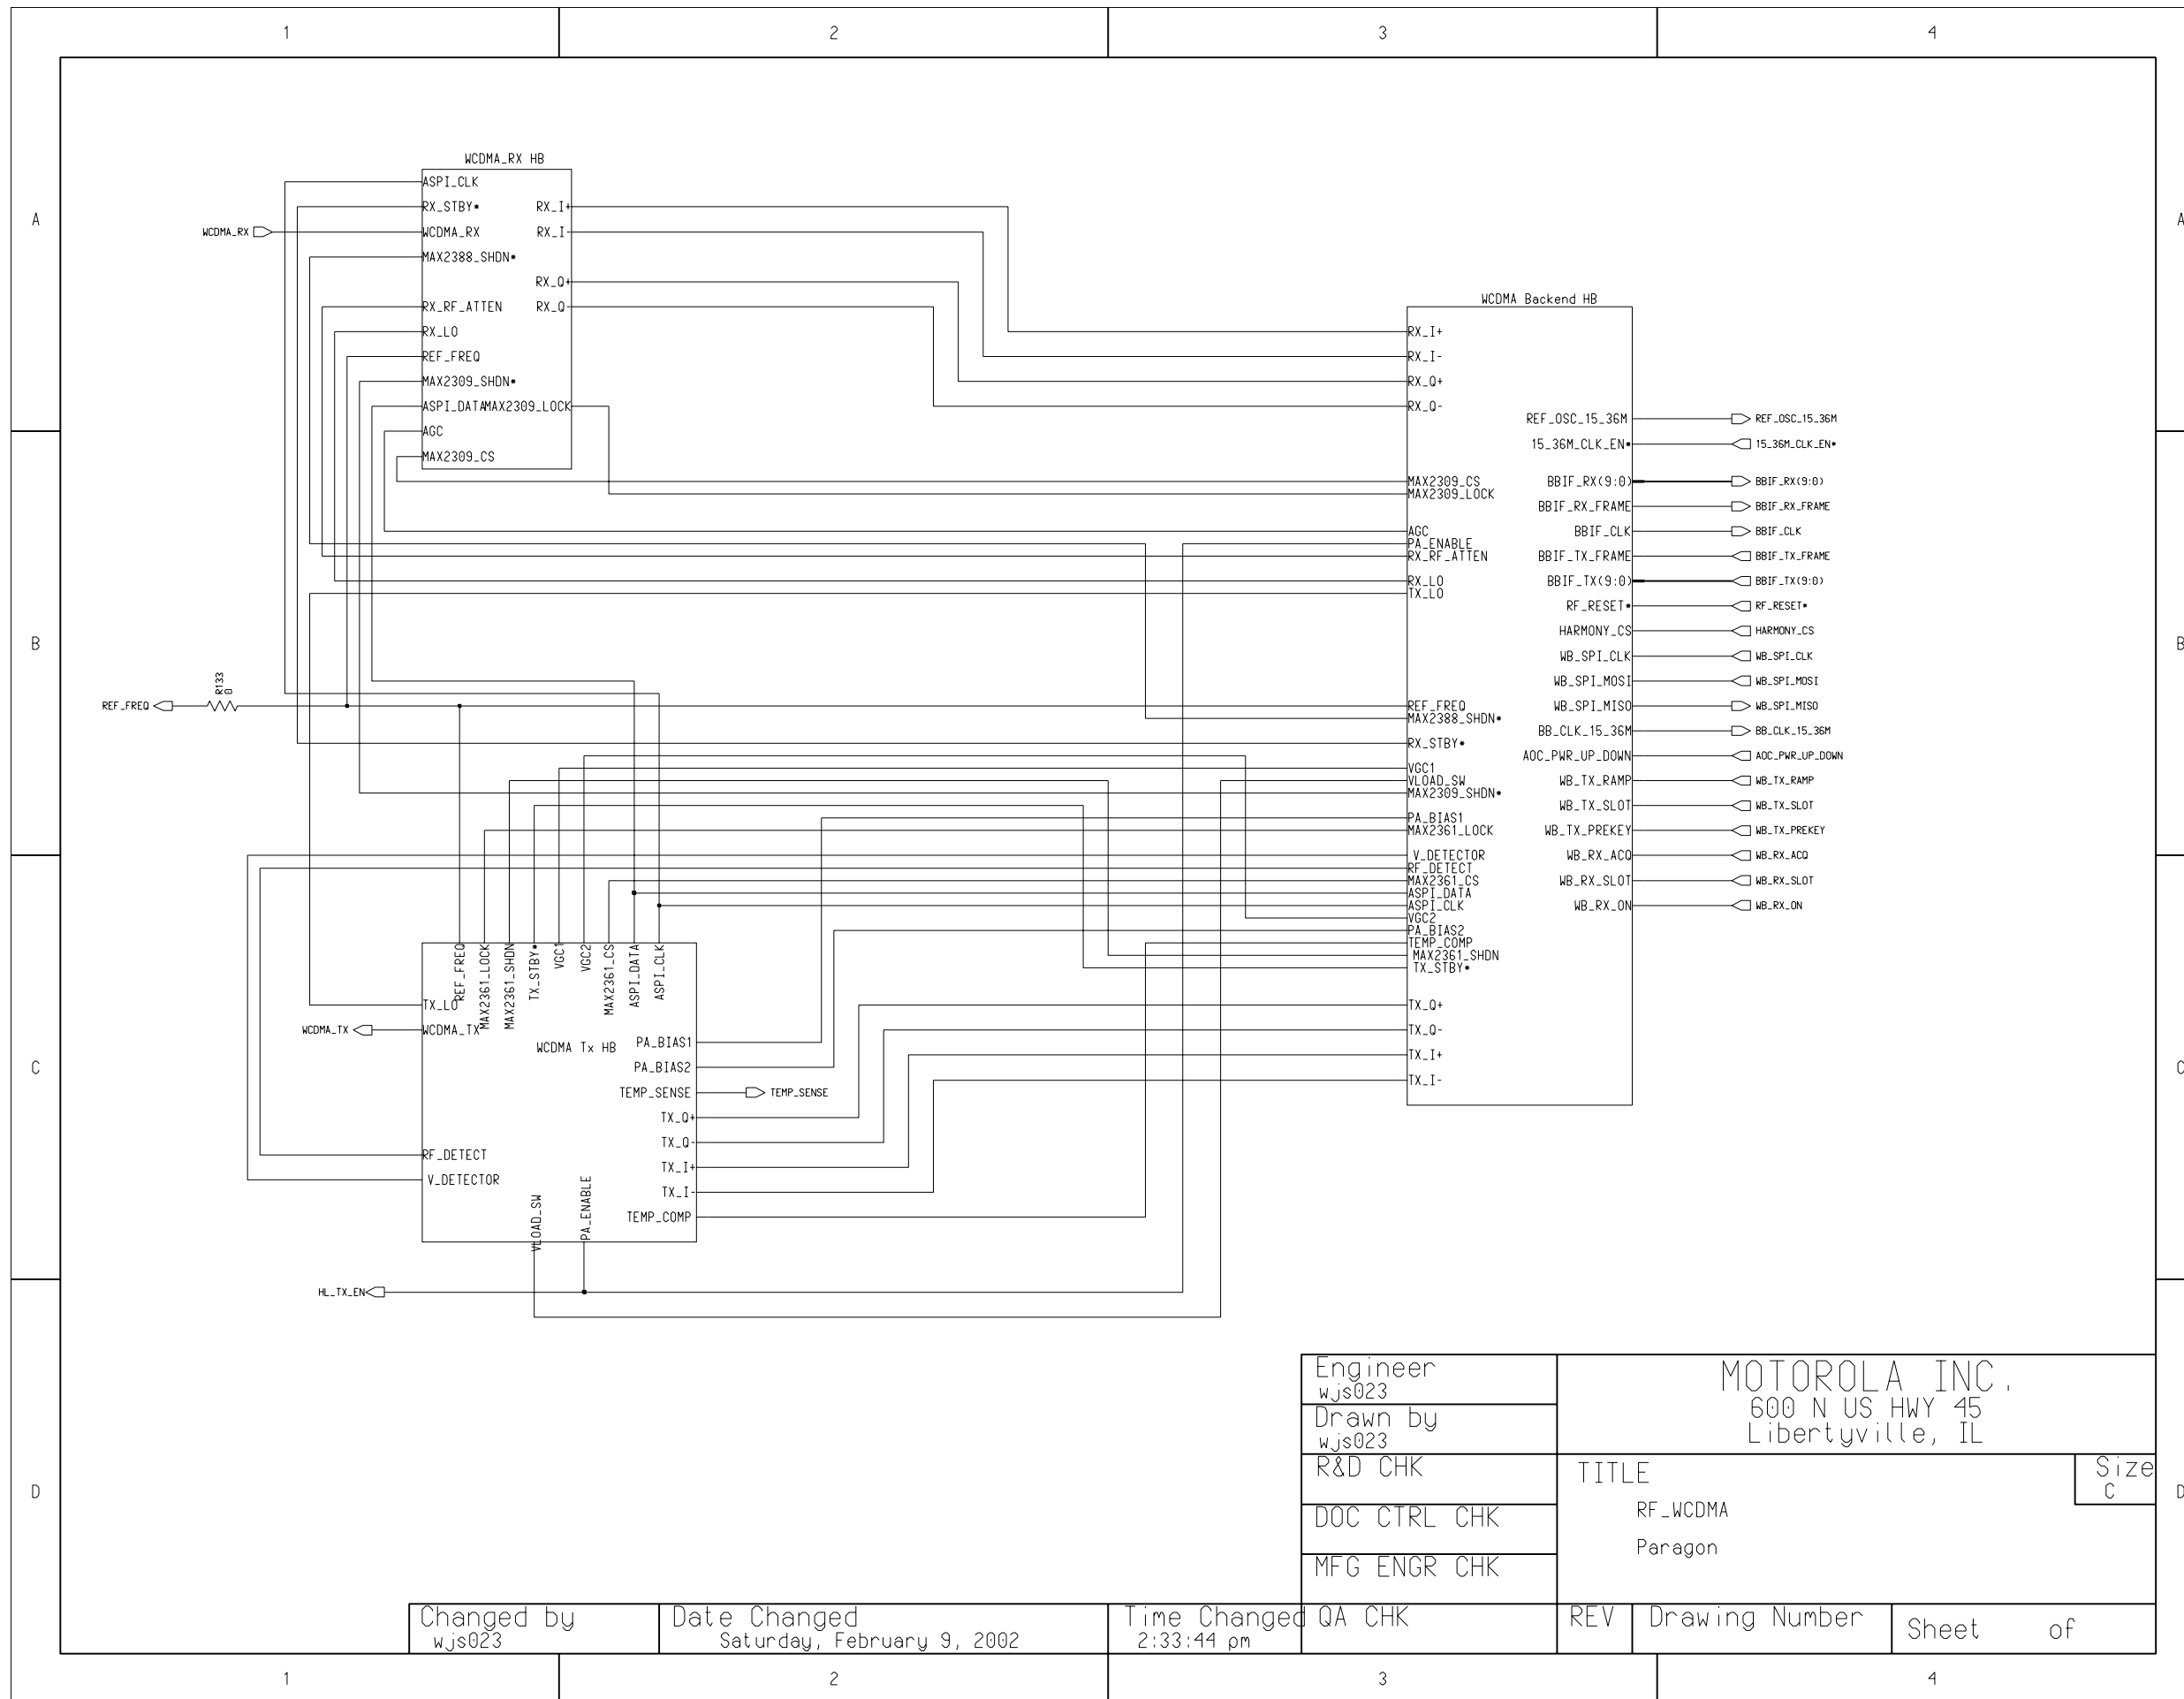 1 2 3 4
A
A
B
B
C
C
D
D
WCDMA_RX HB
ASPI_CLK
RX_STBY* RX_I+
WCDMA_RX
WCDMA_RX RX_I-
MAX2388_SHDN*
RX_Q+
RX_RF_ATTEN RX_Q-
RX_LO
REF_FREQ
MAX2309_SHDN*
ASPI_DATA MAX2309_LOCK
AGC
MAX2309_CS
WCDMA Backend HB
RX_I+
RX_I-
RX_Q+
RX_Q-
MAX2309_CS
MAX2309_LOCK
AGC
PA_ENABLE
RX_RF_ATTEN
RX_LO
TX_LO
REF_FREQ
MAX2388_SHDN*
RX_STBY*
VGC1
VLOAD_SW
MAX2309_SHDN*
PA_BIAS1
MAX2361_LOCK
V_DETECTOR
RF_DETECT
MAX2361_CS
ASPI_DATA
ASPI_CLK
VGC2
PA_BIAS2
TEMP_COMP
MAX2361_SHDN
TX_STBY*
TX_Q+
TX_Q-
TX_I+
TX_I-
REF_OSC_15_36M REF_OSC_15_36M
15_36M_CLK_EN* 15_36M_CLK_EN*
BBIF_RX(9:0) BBIF_RX(9:0)
BBIF_RX_FRAME BBIF_RX_FRAME
BBIF_CLK BBIF_CLK
BBIF_TX_FRAME BBIF_TX_FRAME
BBIF_TX(9:0) BBIF_TX(9:0)
RF_RESET* RF_RESET*
HARMONY_CS HARMONY_CS
WB_SPI_CLK WB_SPI_CLK
WB_SPI_MOSI WB_SPI_MOSI
WB_SPI_MISO WB_SPI_MISO
BB_CLK_15_36M BB_CLK_15_36M
AOC_PWR_UP_DOWN AOC_PWR_UP_DOWN
WB_TX_RAMP WB_TX_RAMP
WB_TX_SLOT WB_TX_SLOT
WB_TX_PREKEY WB_TX_PREKEY
WB_RX_ACQ WB_RX_ACQ
WB_RX_SLOT WB_RX_SLOT
WB_RX_ON WB_RX_ON
R133
0
REF_FREQ
REF_FREQ
MAX2361_LOCK
MAX2361_SHDN
TX_STBY*
VGC1
VGC2
MAX2361_CS
ASPI_DATA
ASPI_CLK
TX_LO
WCDMA_TX
WCDMA_TX
WCDMA Tx HB
PA_BIAS1
PA_BIAS2
TEMP_SENSE TEMP_SENSE
TX_Q+
TX_Q-
RF_DETECT
TX_I+
V_DETECTOR
TX_I-
TEMP_COMP
VLOAD_SW
PA_ENABLE
HL_TX_EN
Engineer
wjs023
Drawn by
wjs023
R&D CHK
DOC CTRL CHK
MFG ENGR CHK
QA CHK
MOTOROLA INC.
600 N US HWY 45
Libertyville, IL
TITLE
RF_WCDMA
Paragon
Size
C
REV
Drawing Number
Sheet of
Changed by
wjs023
Date Changed
Saturday, February 9, 2002
Time Changed
2:33:44 pm
1 2 3 4